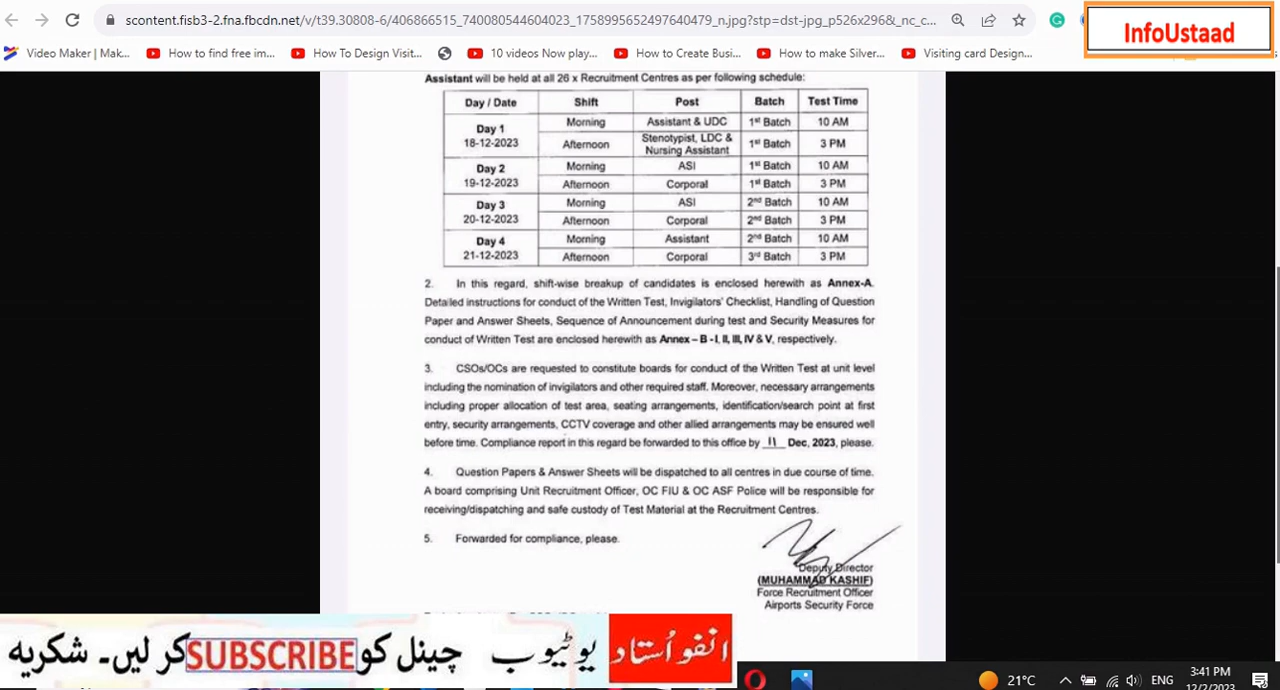 scontent.fisb3-2.fna.fbcdn.net/v/t39.30808-6/406866515_740080544604023_1758995652497640479_n.jpg?stp=dst-jpg_p526x296&_nc_c...
InfoUstaad
Video Maker | Mak...
How to find free im...
How To Design Visit...
10 videos Now play...
How to Create Busi...
How to make Silver...
Visiting card Design...
Assistant will be held at all 26 x Recruitment Centres as per following schedule:
Day / Date Shift Post Batch Test Time
Day 1 18-12-2023 Morning Assistant & UDC 1st Batch 10 AM
Afternoon Stenotypist, LDC & Nursing Assistant 1st Batch 3 PM
Day 2 19-12-2023 Morning ASI 1st Batch 10 AM
Afternoon Corporal 1st Batch 3 PM
Day 3 20-12-2023 Morning ASI 2nd Batch 10 AM
Afternoon Corporal 2nd Batch 3 PM
Day 4 21-12-2023 Morning Assistant 2nd Batch 10 AM
Afternoon Corporal 3rd Batch 3 PM
2. In this regard, shift-wise breakup of candidates is enclosed herewith as Annex-A.
Detailed instructions for conduct of the Written Test, Invigilators' Checklist, Handling of Question
Paper and Answer Sheets, Sequence of Announcement during test and Security Measures for
conduct of Written Test are enclosed herewith as Annex – B - I, II, III, IV & V, respectively.
3. CSOs/OCs are requested to constitute boards for conduct of the Written Test at unit level
including the nomination of invigilators and other required staff. Moreover, necessary arrangements
including proper allocation of test area, seating arrangements, identification/search point at first
entry, security arrangements, CCTV coverage and other allied arrangements may be ensured well
before time. Compliance report in this regard be forwarded to this office by 11 Dec, 2023, please.
4. Question Papers & Answer Sheets will be dispatched to all centres in due course of time.
A board comprising Unit Recruitment Officer, OC FIU & OC ASF Police will be responsible for
receiving/dispatching and safe custody of Test Material at the Recruitment Centres.
5. Forwarded for compliance, please.
Deputy Director
(MUHAMMAD KASHIF)
Force Recruitment Officer
Airports Security Force
انفو اُستاد یوٹیوب چینل کو SUBSCRIBE کر لیں۔ شکریہ
21°C
ENG
3:41 PM
12/2/2023